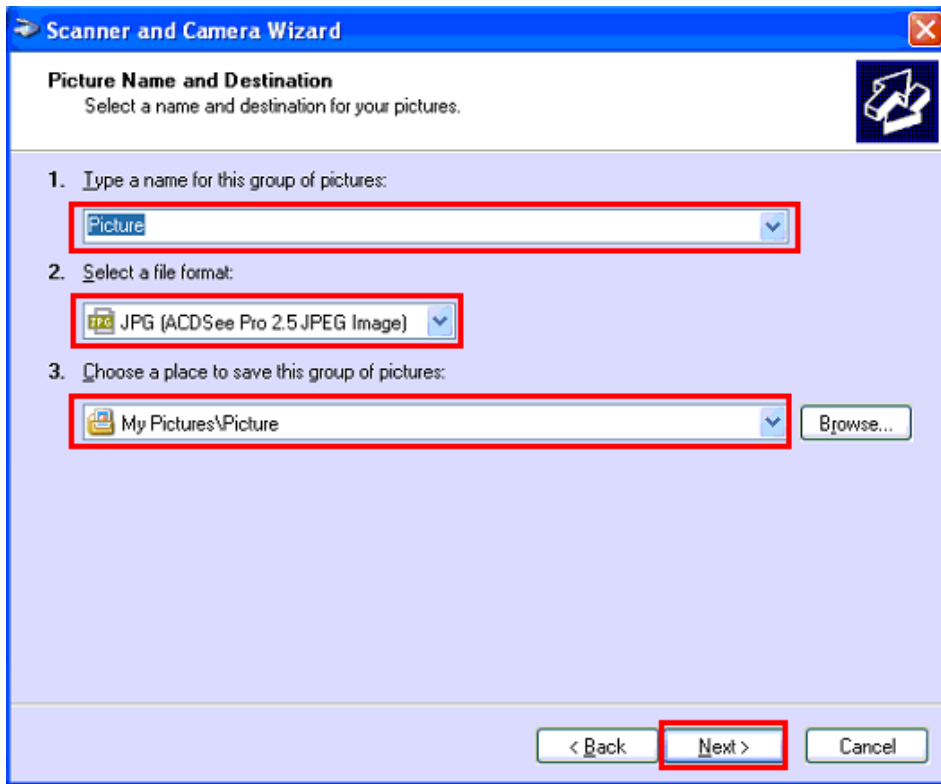 Scanner and Camera Wizard
Picture Name and Destination
Select a name and destination for your pictures.
1. Type a name for this group of pictures:
Picture
2. Select a file format:
JPG (ACDSee Pro 2.5 JPEG Image)
3. Choose a place to save this group of pictures:
My Pictures\Picture
Browse...
< Back Next > Cancel